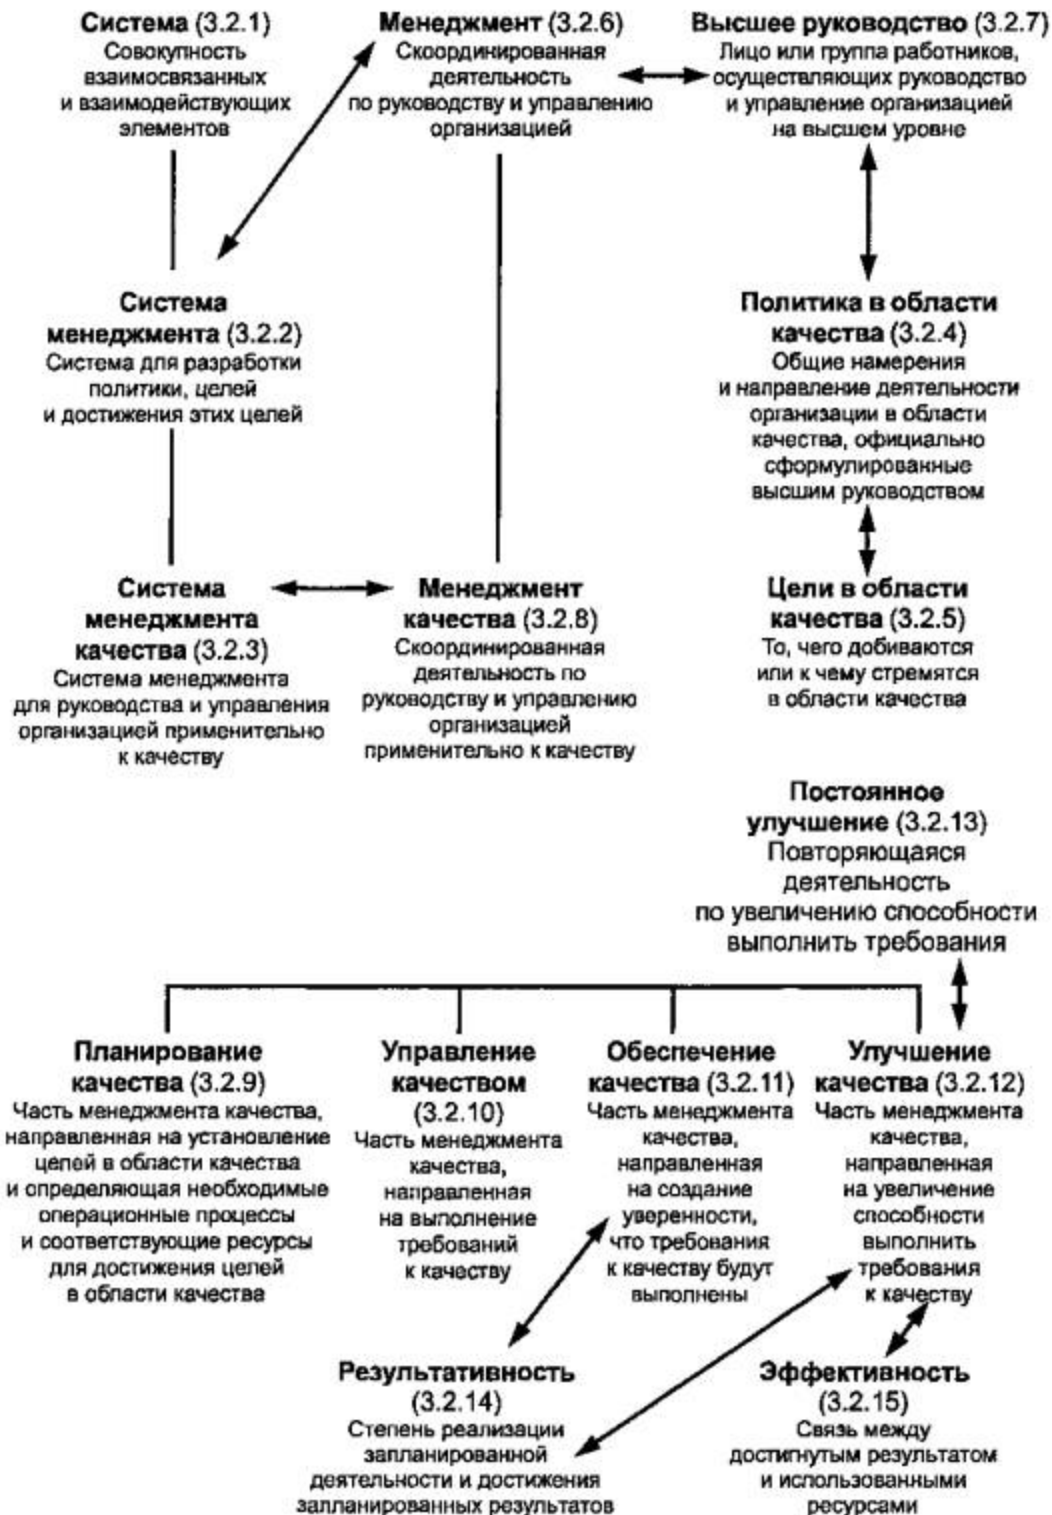 Система (3.2.1)
Совокупность
взаимосвязанных
и взаимодействующих
элементов
Менеджмент (3.2.6)
Скоординированная
деятельность
по руководству и управлению
организацией
Высшее руководство (3.2.7)
Лицо или группа работников,
осуществляющих руководство
и управление организацией
на высшем уровне
Система
менеджмента (3.2.2)
Система для разработки
политики, целей
и достижения этих целей
Политика в области
качества (3.2.4)
Общие намерения
и направление деятельности
организации в области
качества, официально
сформулированные
высшим руководством
Система
менеджмента
качества (3.2.3)
Система менеджмента
для руководства и управления
организацией применительно
к качеству
Менеджмент
качества (3.2.8)
Скоординированная
деятельность по
руководству и управлению
организацией
применительно к качеству
Цели в области
качества (3.2.5)
То, чего добиваются
или к чему стремятся
в области качества
Постоянное
улучшение (3.2.13)
Повторяющаяся
деятельность
по увеличению способности
выполнить требования
Планирование
качества (3.2.9)
Часть менеджмента качества,
направленная на установление
целей в области качества
и определяющая необходимые
операционные процессы
и соответствующие ресурсы
для достижения целей
в области качества
Управление
качеством
(3.2.10)
Часть менеджмента
качества,
направленная
на выполнение
требований
к качеству
Обеспечение
качества (3.2.11)
Часть менеджмента
качества,
направленная
на создание
уверенности,
что требования
к качеству будут
выполнены
Улучшение
качества (3.2.12)
Часть менеджмента
качества,
направленная
на увеличение
способности
выполнить
требования
к качеству
Результативность
(3.2.14)
Степень реализации
запланированной
деятельности и достижения
запланированных результатов
Эффективность
(3.2.15)
Связь между
достигнутым результатом
и использованными
ресурсами